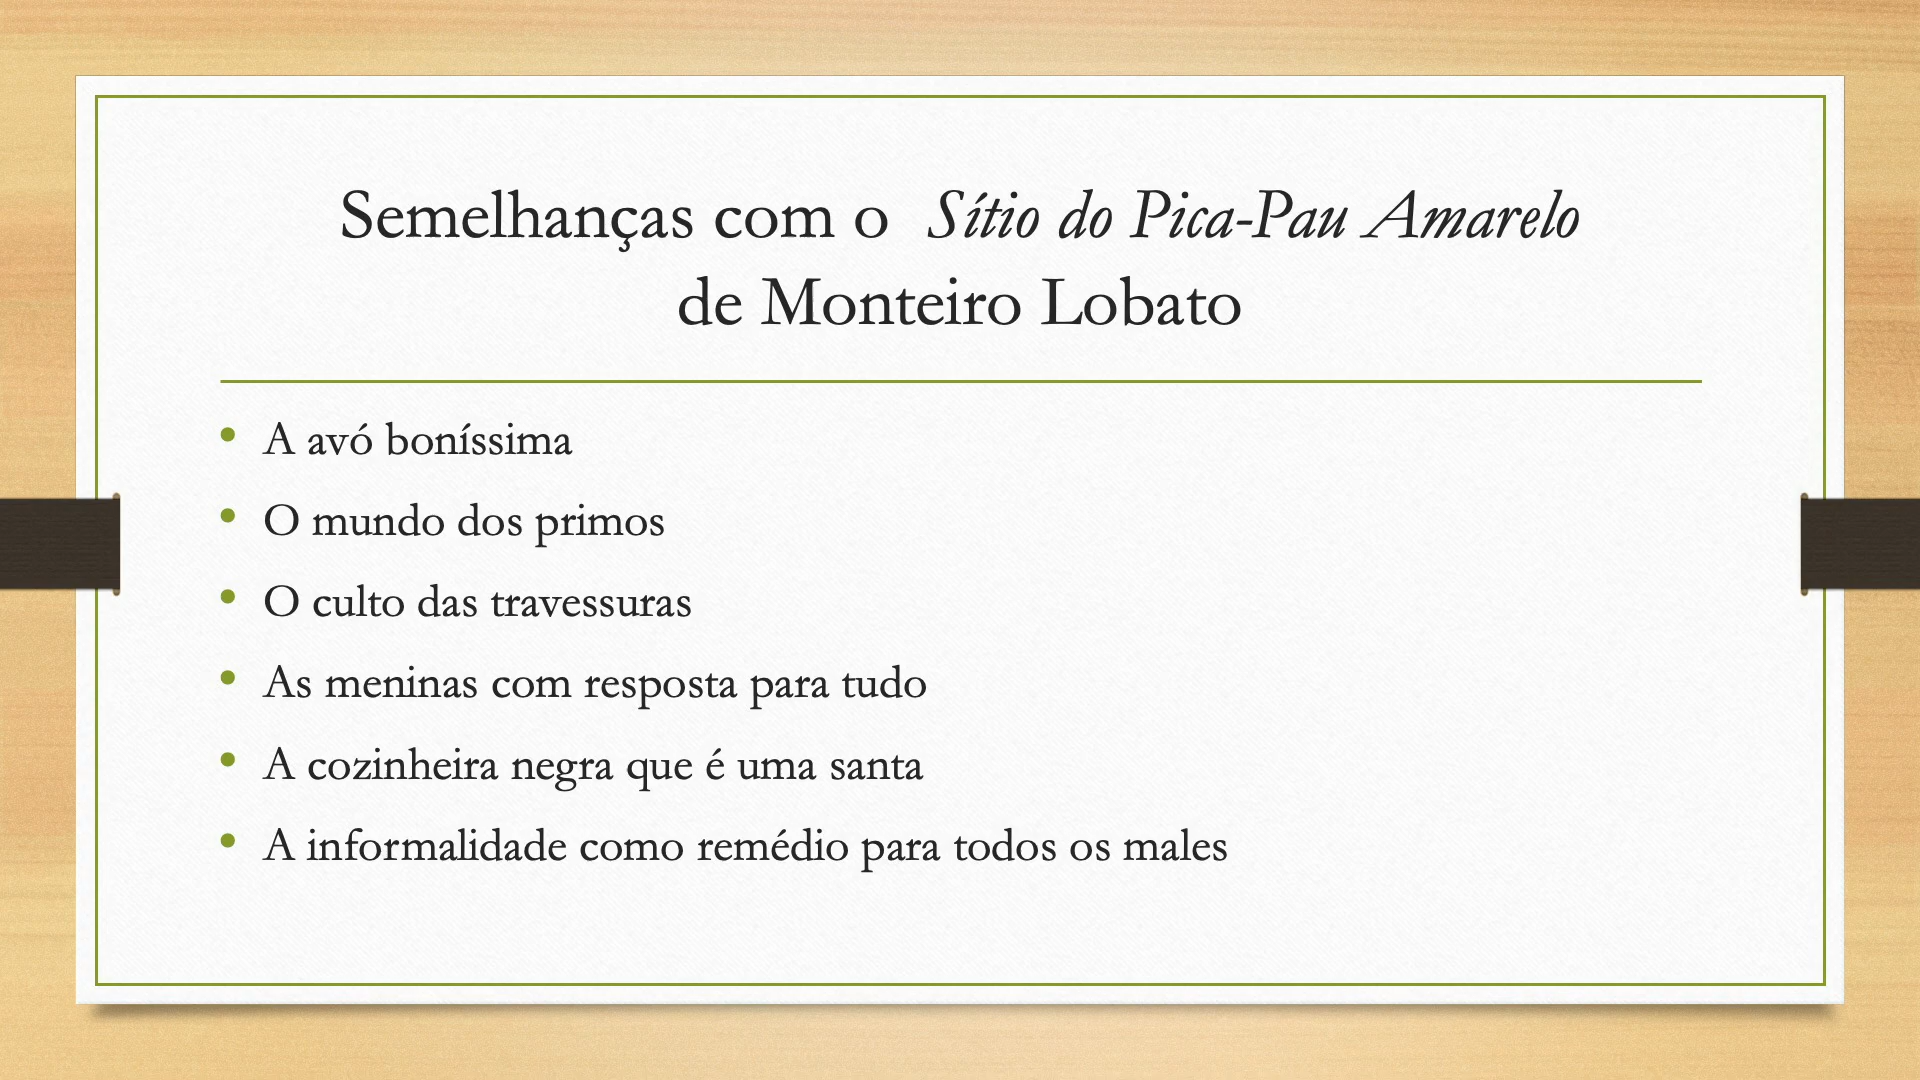 Semelhanças com o Sítio do Pica-Pau Amarelo
de Monteiro Lobato
• A avó boníssima
• O mundo dos primos
• O culto das travessuras
• As meninas com resposta para tudo
• A cozinheira negra que é uma santa
• A informalidade como remédio para todos os males